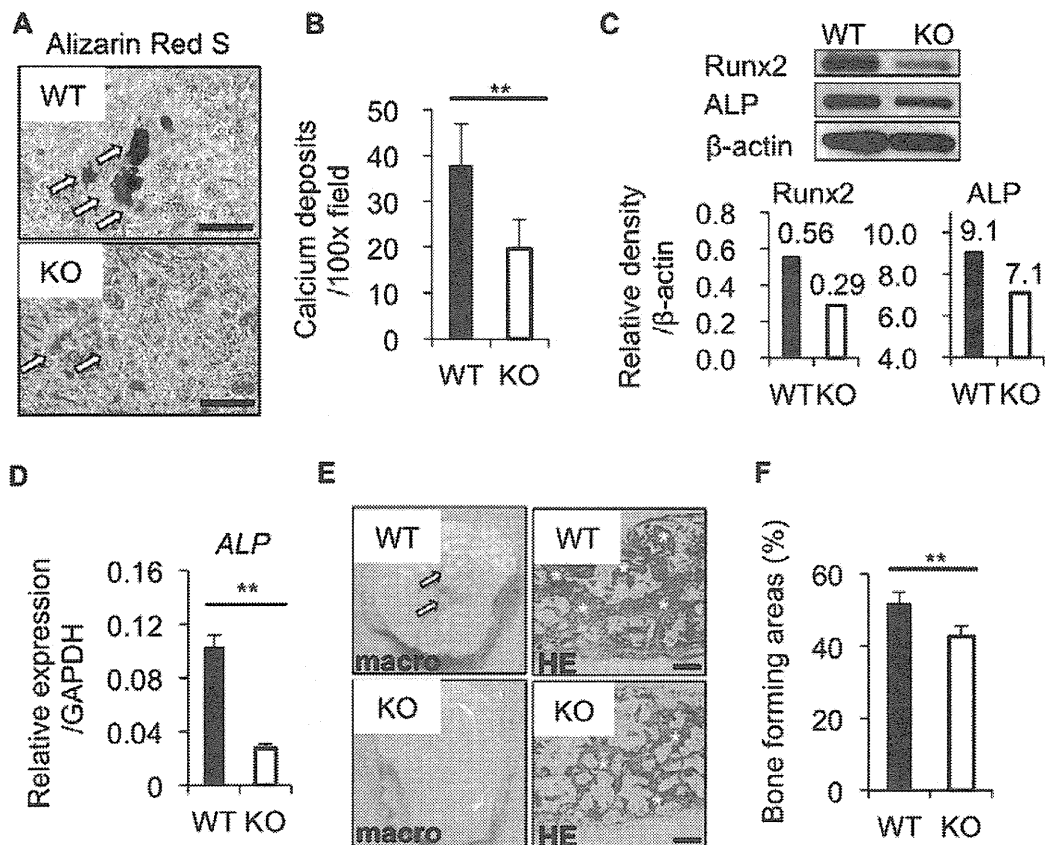 A
Alizarin Red S
WT
KO
B
**
Calcium deposits
/100x field
50
40
30
20
10
0
WT KO
C
WT KO
Runx2
ALP
β-actin
Runx2
Relative density
/β-actin
0.8
0.6
0.4
0.2
0.0
0.56
0.29
WT KO
ALP
10.0
8.0
6.0
4.0
9.1
7.1
WT KO
D
ALP
**
Relative expression
/GAPDH
0.16
0.12
0.08
0.04
0
WT KO
E
WT
macro
WT
HE
KO
macro
KO
HE
F
**
Bone forming areas (%)
60
40
20
0
WT KO